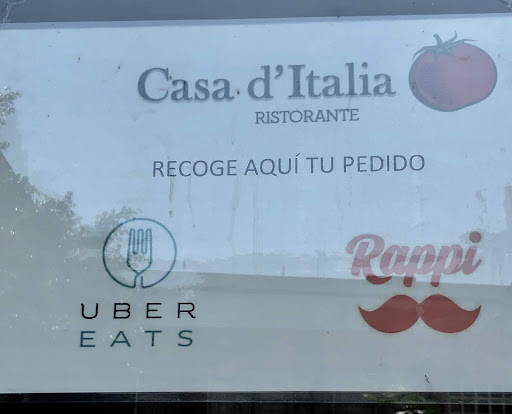 Casa d'Italia
RISTORANTE
RECOGE AQUÍ TU PEDIDO
UBER
EATS
Rappi